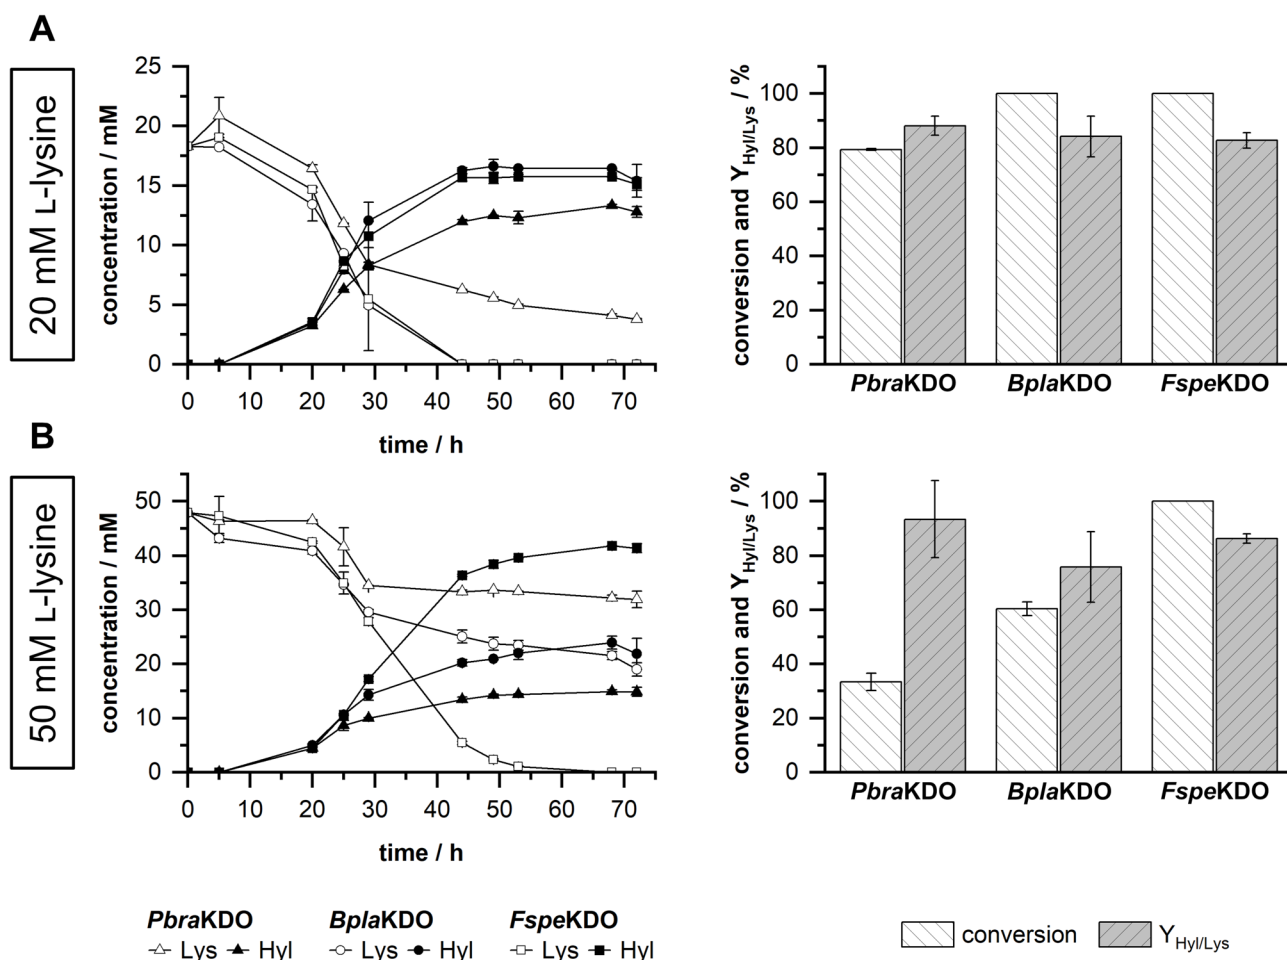 A
20 mM L-lysine
concentration / mM
25
20
15
10
5
0
0 10 20 30 40 50 60 70
time / h
conversion and Y Hyl/Lys / %
100
80
60
40
20
0
PbraKDO BplaKDO FspeKDO
B
50 mM L-lysine
concentration / mM
50
40
30
20
10
0
0 10 20 30 40 50 60 70
time / h
conversion and Y Hyl/Lys / %
100
80
60
40
20
0
PbraKDO BplaKDO FspeKDO
PbraKDO BplaKDO FspeKDO
Lys Hyl Lys Hyl Lys Hyl
conversion Y Hyl/Lys